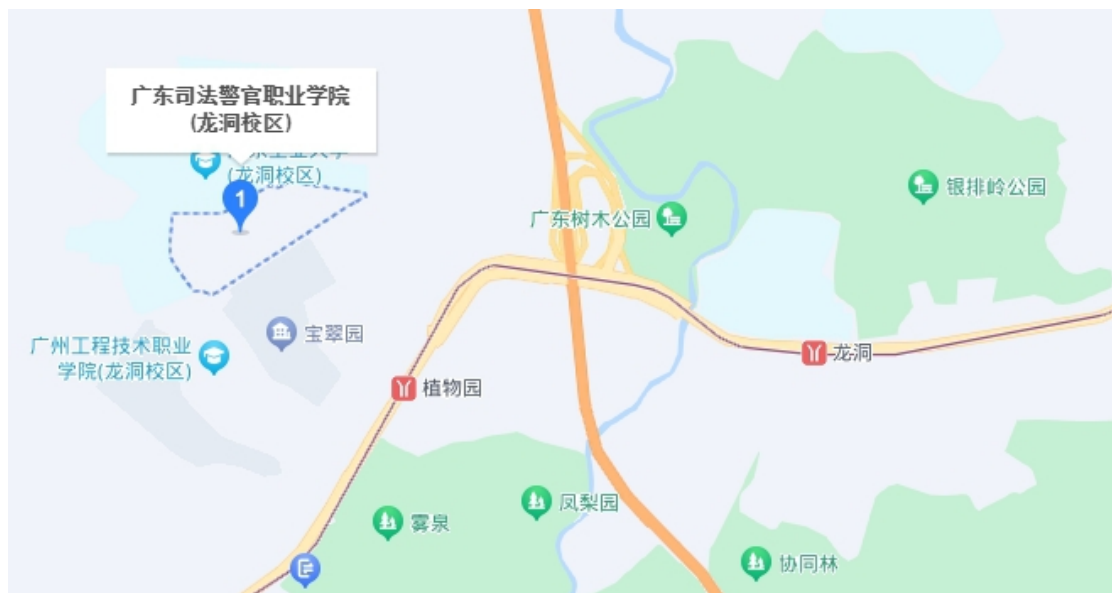 广东司法警官职业学院
(龙洞校区)
(龙洞校区)
1
银排岭公园
广东树木公园
宝翠园
广州工程技术职业
学院(龙洞校区)
龙洞
植物园
凤梨园
雾泉
协同林